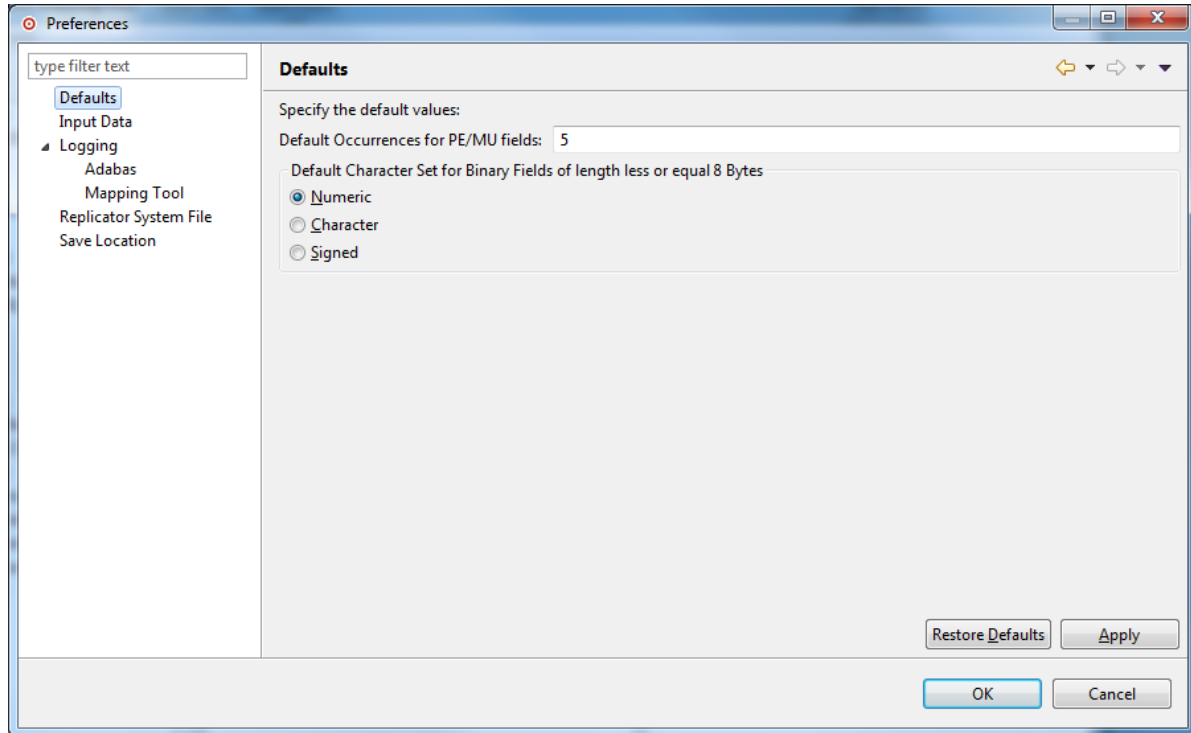 Preferences
type filter text
Defaults
Input Data
Logging
Adabas
Mapping Tool
Replicator System File
Save Location
Defaults
Specify the default values:
Default Occurrences for PE/MU fields: 5
Default Character Set for Binary Fields of length less or equal 8 Bytes
Numeric
Character
Signed
Restore Defaults Apply
OK Cancel